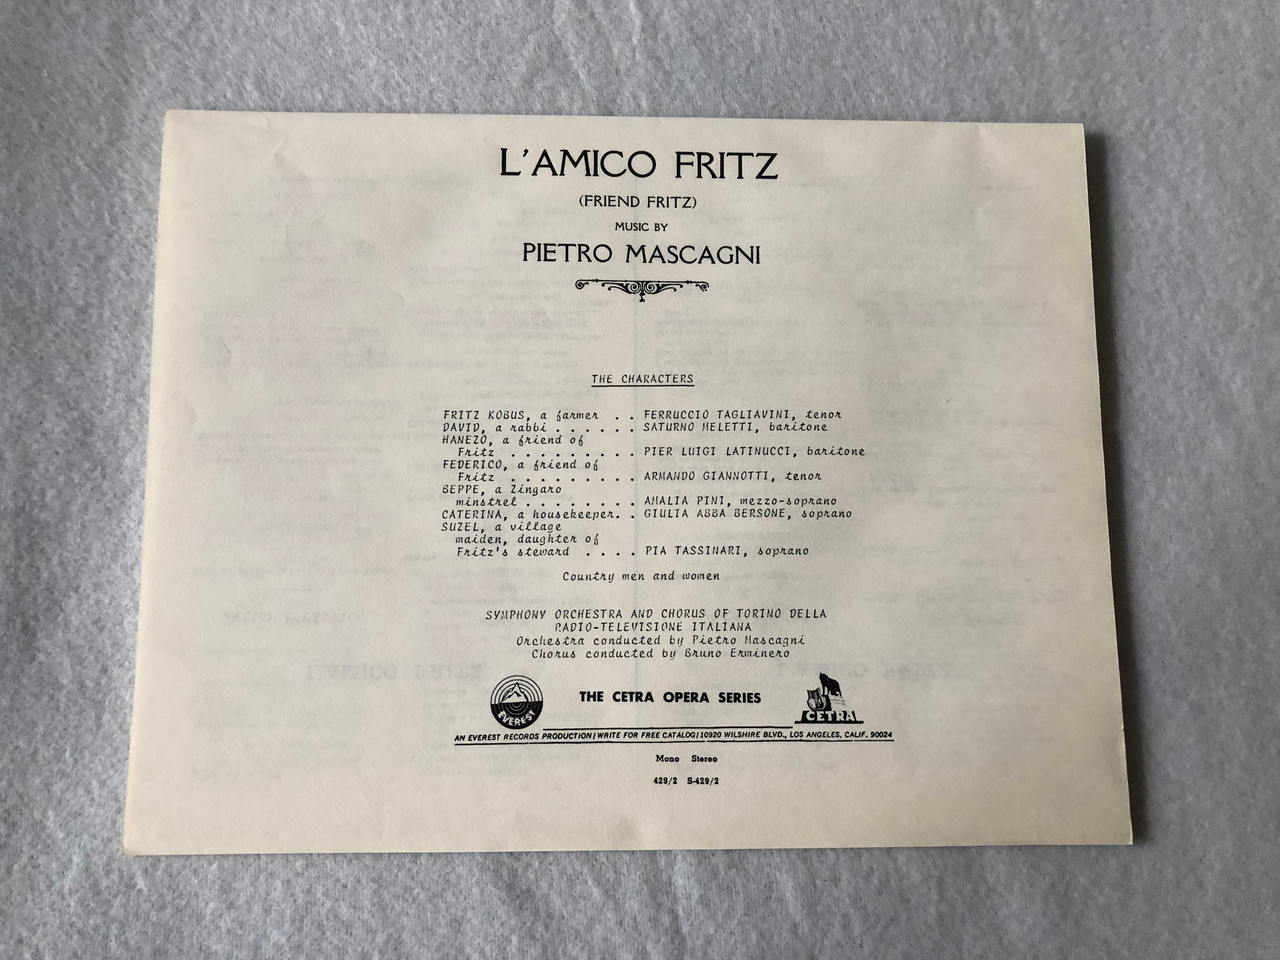 L'AMICO FRITZ
(FRIEND FRITZ)
MUSIC BY
PIETRO MASCAGNI
THE CHARACTERS
FRITZ KOBUS, a farmer . . FERRUCCIO TAGLIAVINI, tenor
DAVID, a rabbi . . . . . . SATURNO MELETTI, baritone
HANEZO, a friend of
Fritz . . . . . . . . . PIER LUIGI LATINUCCI, baritone
FEDERICO, a friend of
Fritz . . . . . . . . . ARMANDO GIANNOTTI, tenor
BEPPE, a Zingaro
minstrel . . . . . . . . AMALIA PINI, mezzo-soprano
CATERINA, a housekeeper. . GIULIA ABBA BERSONE, soprano
SUZEL, a village
maiden, daughter of
Fritz's steward . . . . PIA TASSINARI, soprano
Country men and women
SYMPHONY ORCHESTRA AND CHORUS OF TORINO DELLA
RADIO-TELEVISIONE ITALIANA
Orchestra conducted by Pietro Mascagni
Chorus conducted by Bruno Erminero
EVEREST THE CETRA OPERA SERIES CETRA
AN EVEREST RECORDS PRODUCTION/WRITE FOR FREE CATALOG/10920 WILSHIRE BLVD., LOS ANGELES, CALIF. 90024
Mono Stereo
429/2 S-429/2